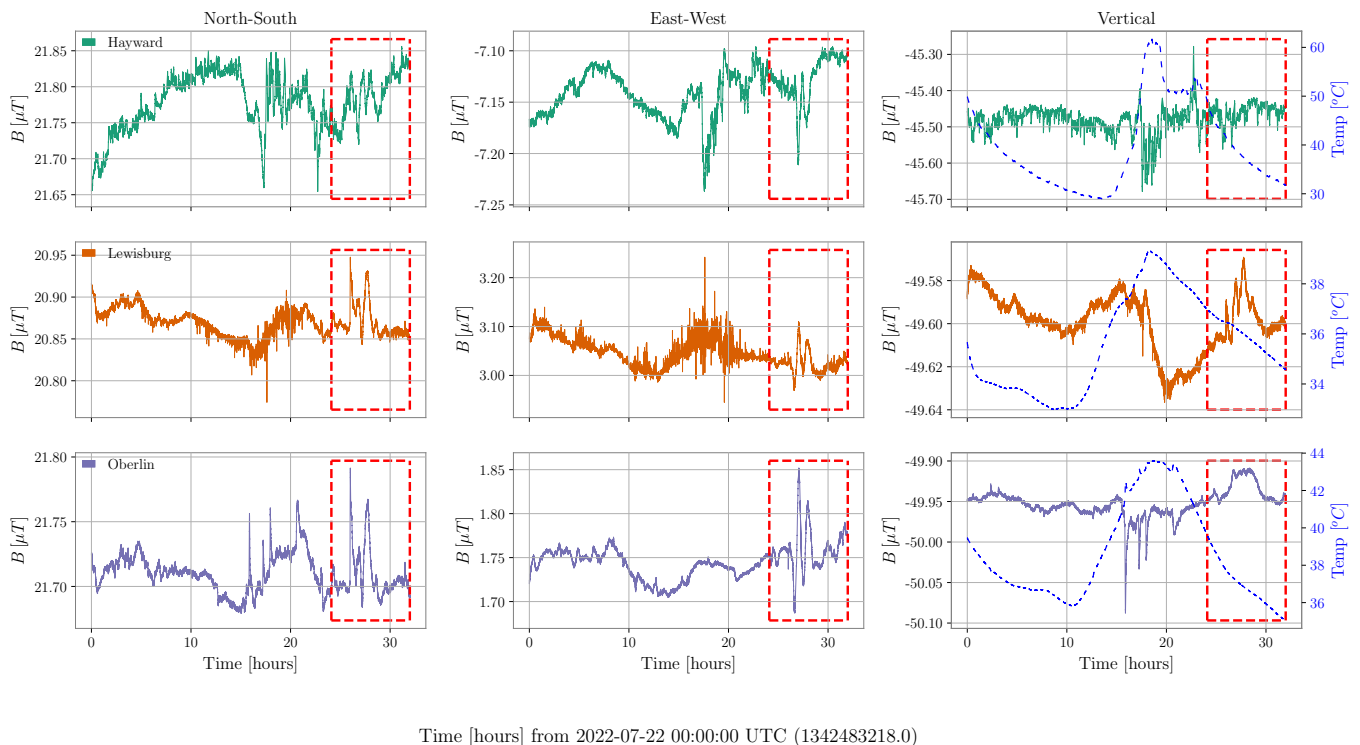 North-South
East-West
Vertical
Hayward
B [μT]
21.85
21.80
21.75
21.70
21.65
B [μT]
-7.10
-7.15
-7.20
-7.25
B [μT]
-45.30
-45.40
-45.50
-45.60
-45.70
60
50
40
30
Temp [°C]
Lewisburg
B [μT]
20.95
20.90
20.85
20.80
B [μT]
3.20
3.10
3.00
B [μT]
-49.58
-49.60
-49.62
-49.64
38
36
34
Temp [°C]
Oberlin
B [μT]
21.80
21.75
21.70
B [μT]
1.85
1.80
1.75
1.70
B [μT]
-49.90
-49.95
-50.00
-50.05
-50.10
44
42
40
38
36
Temp [°C]
0 10 20 30
0 10 20 30
0 10 20 30
Time [hours]
Time [hours]
Time [hours]
Time [hours] from 2022-07-22 00:00:00 UTC (1342483218.0)